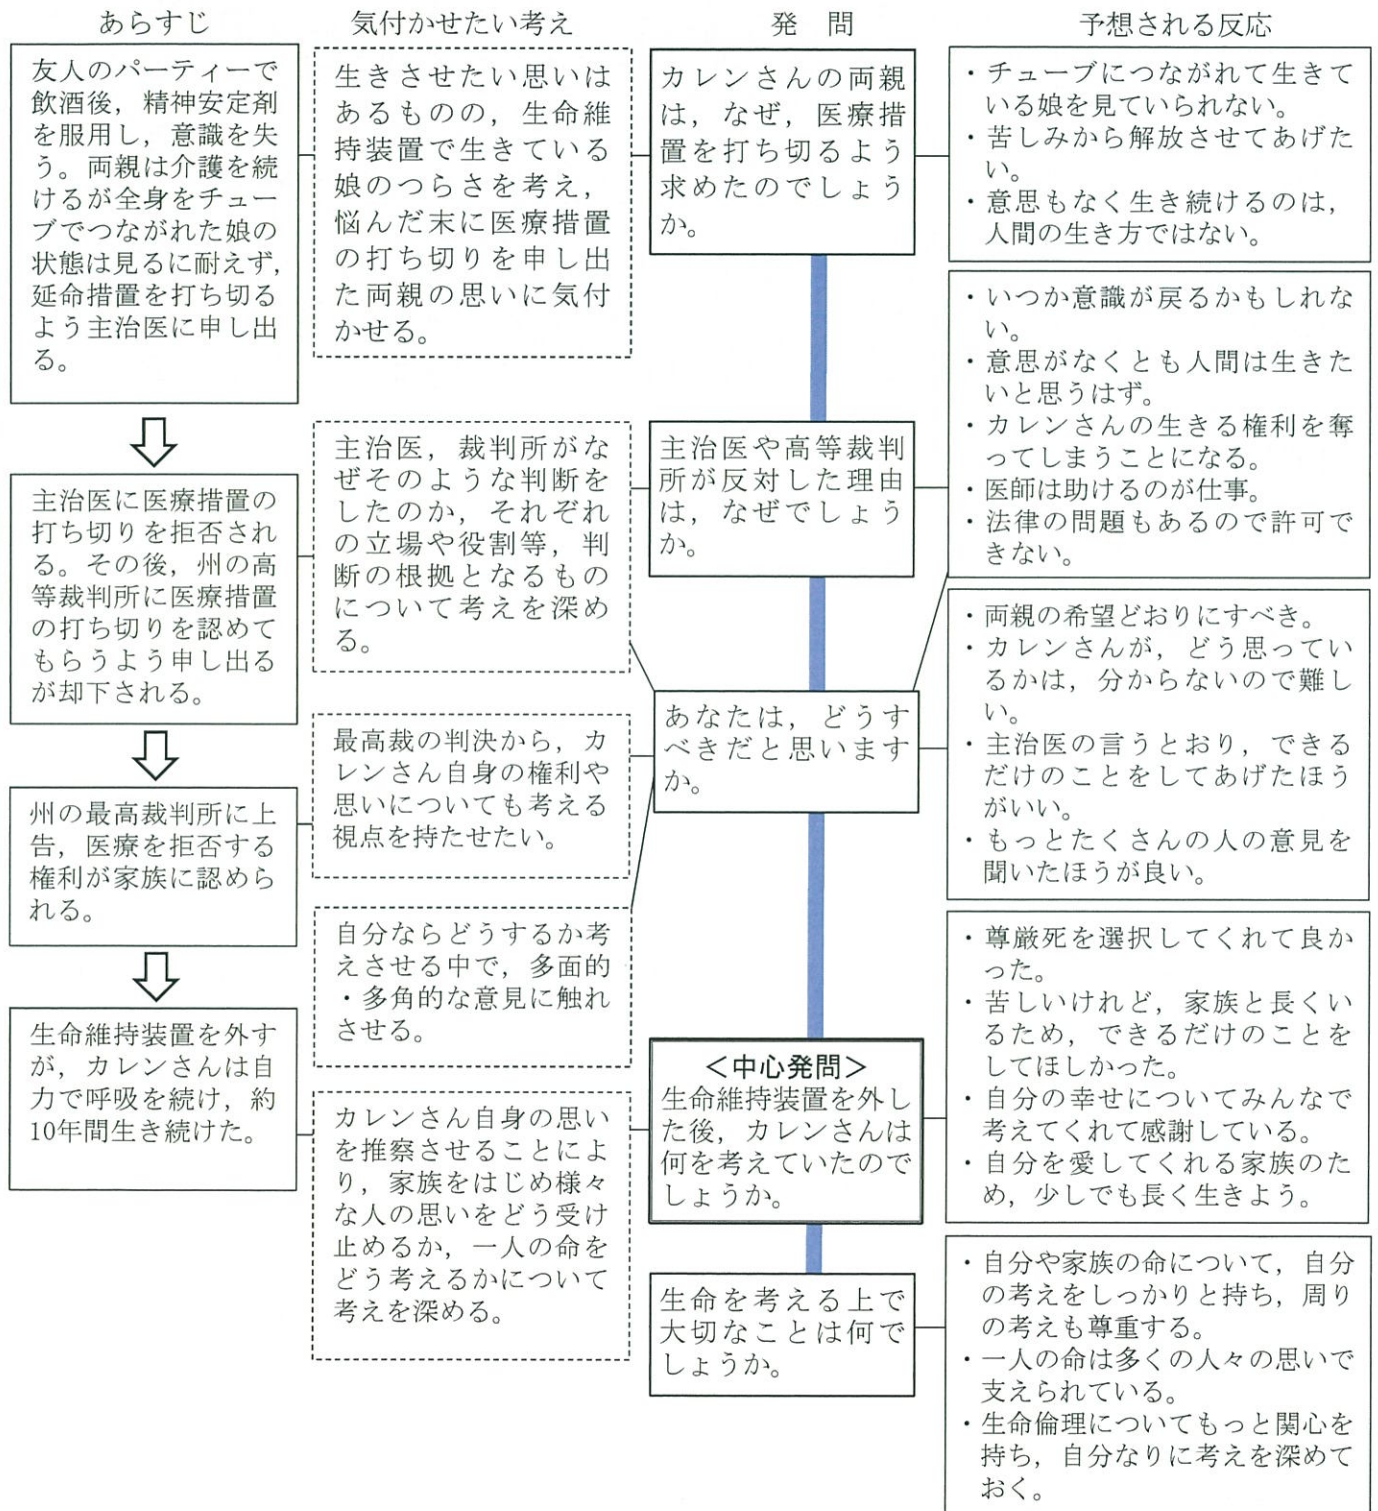 あらすじ
友人のパーティーで
飲酒後，精神安定剤
を服用し，意識を失
う。両親は介護を続
けるが全身をチュー
ブでつながれた娘の
状態は見るに耐えず，
延命措置を打ち切る
よう主治医に申し出
る。
主治医に医療措置の
打ち切りを拒否され
る。その後，州の高
等裁判所に医療措置
の打ち切りを認めて
もらうよう申し出る
が却下される。
州の最高裁判所に上
告，医療を拒否する
権利が家族に認めら
れる。
生命維持装置を外す
が，カレンさんは自
力で呼吸を続け，約
10年間生き続けた。
気付かせたい考え
生きさせたい思いは
あるものの，生命維
持装置で生きている
娘のつらさを考え，
悩んだ末に医療措置
の打ち切りを申し出
た両親の思いに気付
かせる。
主治医，裁判所がな
ぜそのような判断を
したのか，それぞれ
の立場や役割等，判
断の根拠となるもの
について考えを深め
る。
最高裁の判決から，カ
レンさん自身の権利や
思いについても考える
視点を持たせたい。
自分ならどうするか考
えさせる中で，多面的
・多角的な意見に触れ
させる。
カレンさん自身の思い
を推察させることによ
り，家族をはじめ様々
な人の思いをどう受け
止めるか，一人の命を
どう考えるかについて
考えを深める。
発　問
カレンさんの両親
は，なぜ，医療措
置を打ち切るよう
求めたのでしょう
か。
主治医や高等裁判
所が反対した理由
は，なぜでしょう
か。
あなたは，どうす
べきだと思います
か。
＜中心発問＞
生命維持装置を外し
た後，カレンさんは
何を考えていたので
しょうか。
生命を考える上で
大切なことは何で
しょうか。
予想される反応
・チューブにつながれて生きて
いる娘を見ていられない。
・苦しみから解放させてあげた
い。
・意思もなく生き続けるのは，
人間の生き方ではない。
・いつか意識が戻るかもしれな
い。
・意思がなくとも人間は生きた
いと思うはず。
・カレンさんの生きる権利を奪
ってしまうことになる。
・医師は助けるのが仕事。
・法律の問題もあるので許可で
きない。
・両親の希望どおりにすべき。
・カレンさんが，どう思ってい
るかは，分からないので難し
い。
・主治医の言うとおり，できる
だけのことをしてあげたほう
がいい。
・もっとたくさんの人の意見を
聞いたほうが良い。
・尊厳死を選択してくれて良か
った。
・苦しいけれど，家族と長くい
るため，できるだけのことを
してほしかった。
・自分の幸せについてみんなで
考えてくれて感謝している。
・自分を愛してくれる家族のた
め，少しでも長く生きよう。
・自分や家族の命について，自分
の考えをしっかりと持ち，周り
の考えも尊重する。
・一人の命は多くの人々の思いで
支えられている。
・生命倫理についてもっと関心を
持ち，自分なりに考えを深めて
おく。